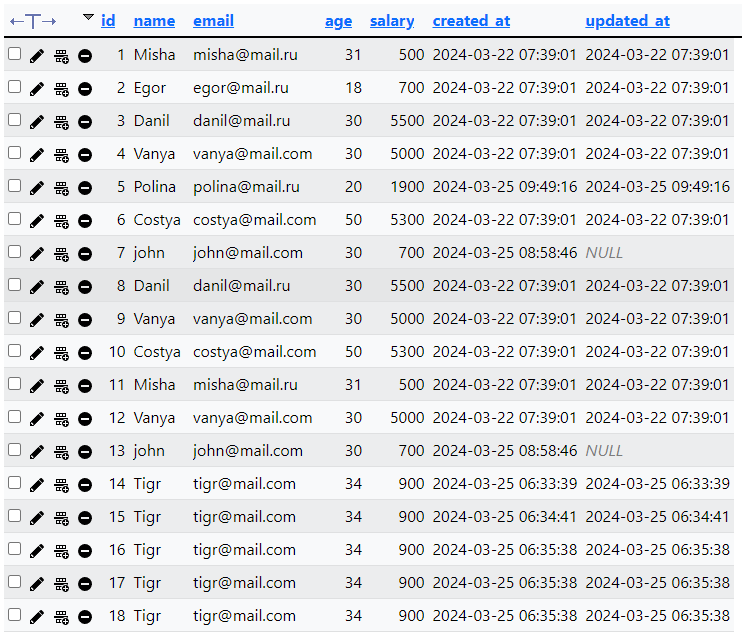 ←T→ id name email age salary created_at updated_at
1 Misha misha@mail.ru 31 500 2024-03-22 07:39:01 2024-03-22 07:39:01
2 Egor egor@mail.ru 18 700 2024-03-22 07:39:01 2024-03-22 07:39:01
3 Danil danil@mail.ru 30 5500 2024-03-22 07:39:01 2024-03-22 07:39:01
4 Vanya vanya@mail.com 30 5000 2024-03-22 07:39:01 2024-03-22 07:39:01
5 Polina polina@mail.ru 20 1900 2024-03-25 09:49:16 2024-03-25 09:49:16
6 Costya costya@mail.com 50 5300 2024-03-22 07:39:01 2024-03-22 07:39:01
7 john john@mail.com 30 700 2024-03-25 08:58:46 NULL
8 Danil danil@mail.ru 30 5500 2024-03-22 07:39:01 2024-03-22 07:39:01
9 Vanya vanya@mail.com 30 5000 2024-03-22 07:39:01 2024-03-22 07:39:01
10 Costya costya@mail.com 50 5300 2024-03-22 07:39:01 2024-03-22 07:39:01
11 Misha misha@mail.ru 31 500 2024-03-22 07:39:01 2024-03-22 07:39:01
12 Vanya vanya@mail.com 30 5000 2024-03-22 07:39:01 2024-03-22 07:39:01
13 john john@mail.com 30 700 2024-03-25 08:58:46 NULL
14 Tigr tigr@mail.com 34 900 2024-03-25 06:33:39 2024-03-25 06:33:39
15 Tigr tigr@mail.com 34 900 2024-03-25 06:34:41 2024-03-25 06:34:41
16 Tigr tigr@mail.com 34 900 2024-03-25 06:35:38 2024-03-25 06:35:38
17 Tigr tigr@mail.com 34 900 2024-03-25 06:35:38 2024-03-25 06:35:38
18 Tigr tigr@mail.com 34 900 2024-03-25 06:35:38 2024-03-25 06:35:38